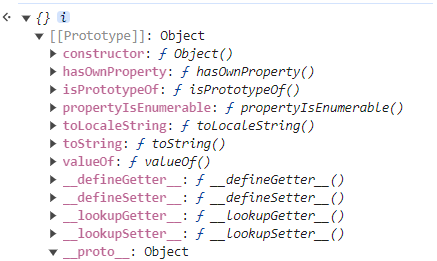 {} i
[[Prototype]]: Object
constructor: ƒ Object()
hasOwnProperty: ƒ hasOwnProperty()
isPrototypeOf: ƒ isPrototypeOf()
propertyIsEnumerable: ƒ propertyIsEnumerable()
toLocaleString: ƒ toLocaleString()
toString: ƒ toString()
valueOf: ƒ valueOf()
__defineGetter__: ƒ __defineGetter__()
__defineSetter__: ƒ __defineSetter__()
__lookupGetter__: ƒ __lookupGetter__()
__lookupSetter__: ƒ __lookupSetter__()
__proto__: Object